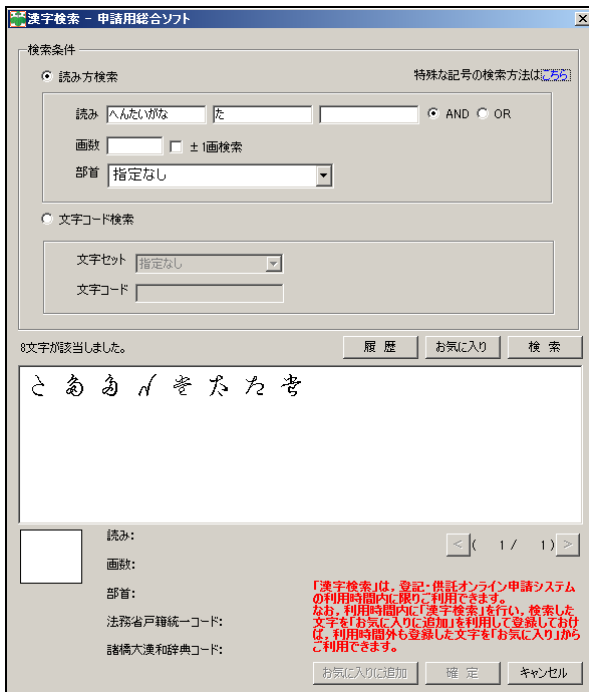 漢字検索 - 申請用総合ソフト
検索条件
読み方検索
特殊な記号の検索方法はこちら
読み へんたいがな た AND OR
画数 ±1画検索
部首 指定なし
文字コード検索
文字セット 指定なし
文字コード
8文字が該当しました。
履歴 お気に入り 検索
読み:
< ( 1 / 1) >
画数:
部首:
法務省戸籍統一コード:
諸橋大漢和辞典コード:
「漢字検索」は，登記・供託オンライン申請システム
の利用時間内に限りご利用できます。
なお，利用時間内に「漢字検索」を行い，検索した
文字を「お気に入りに追加」を利用して登録しておけ
ば，利用時間外も登録した文字を「お気に入り」から
ご利用できます。
お気に入りに追加 確定 キャンセル